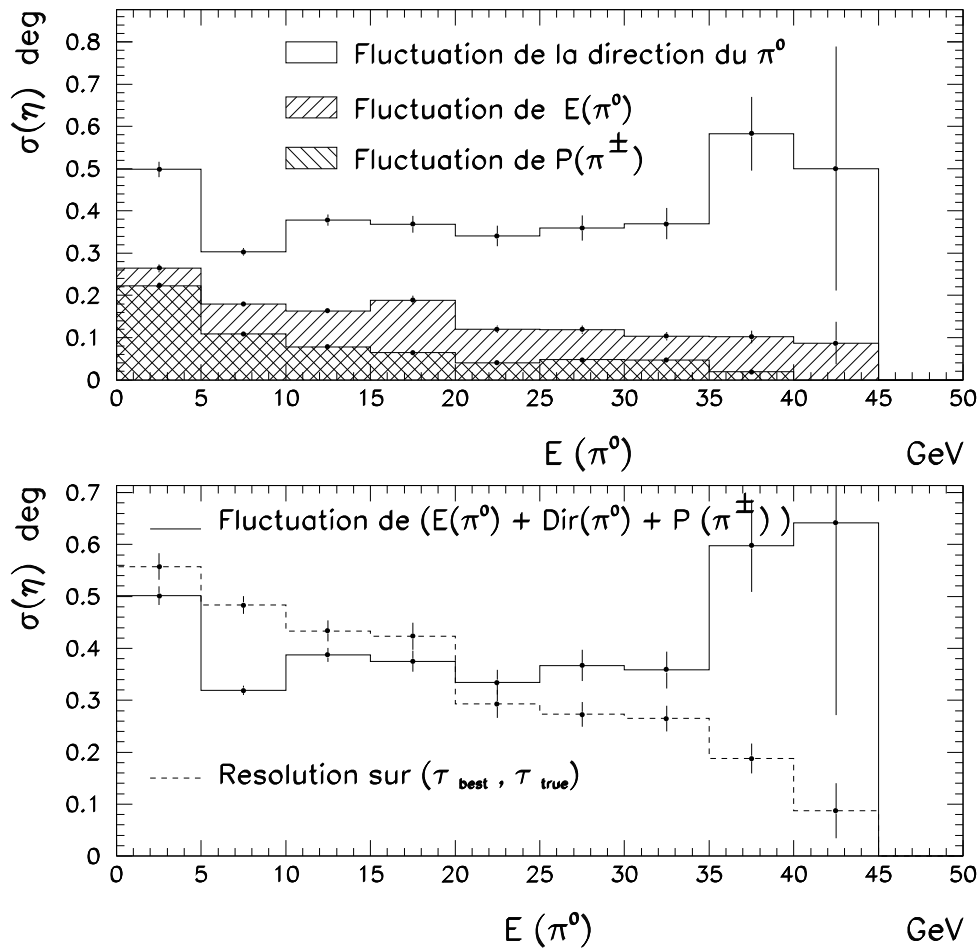 σ(η) deg
0.8
0.7
0.6
0.5
0.4
0.3
0.2
0.1
0
Fluctuation de la direction du π⁰
Fluctuation de E(π⁰)
Fluctuation de P(π±)
0 5 10 15 20 25 30 35 40 45 50
E (π⁰) GeV
σ(η) deg
0.7
0.6
0.5
0.4
0.3
0.2
0.1
0
Fluctuation de (E(π⁰) + Dir(π⁰) + P (π±) )
Resolution sur (τ best , τ true)
0 5 10 15 20 25 30 35 40 45 50
E (π⁰) GeV